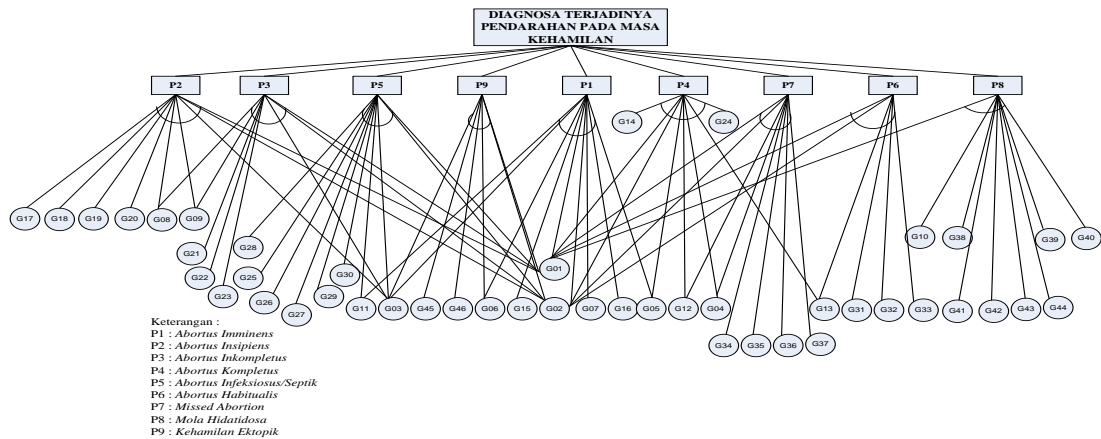 DIAGNOSA TERJADINYA
PENDARAHAN PADA MASA
KEHAMILAN
P2 P3 P5 P9 P1 P4 P7 P6 P8
G14 G24
G17 G18 G19 G20 G08 G09
G10 G38 G39 G40
G21 G28
G01
G22 G25 G30
G23 G26 G27 G29
G11 G03 G45 G46 G06 G15 G02 G07 G16 G05 G12 G04 G13 G31 G32 G33 G41 G42 G43 G44
G34 G35 G36 G37
Keterangan :
P1 : Abortus Imminens
P2 : Abortus Insipiens
P3 : Abortus Inkompletus
P4 : Abortus Kompletus
P5 : Abortus Infeksiosus/Septik
P6 : Abortus Habitualis
P7 : Missed Abortion
P8 : Mola Hidatidosa
P9 : Kehamilan Ektopik